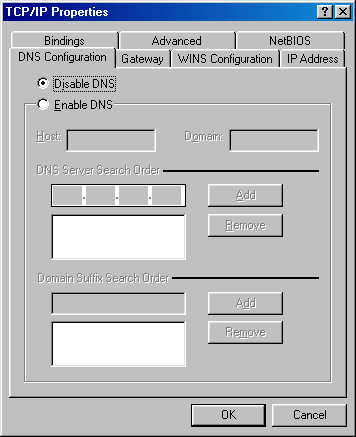 TCP/IP Properties
Bindings Advanced NetBIOS
DNS Configuration Gateway WINS Configuration IP Address
Disable DNS
Enable DNS
Host: Domain:
DNS Server Search Order
. . .
Add
Remove
Domain Suffix Search Order
Add
Remove
OK Cancel